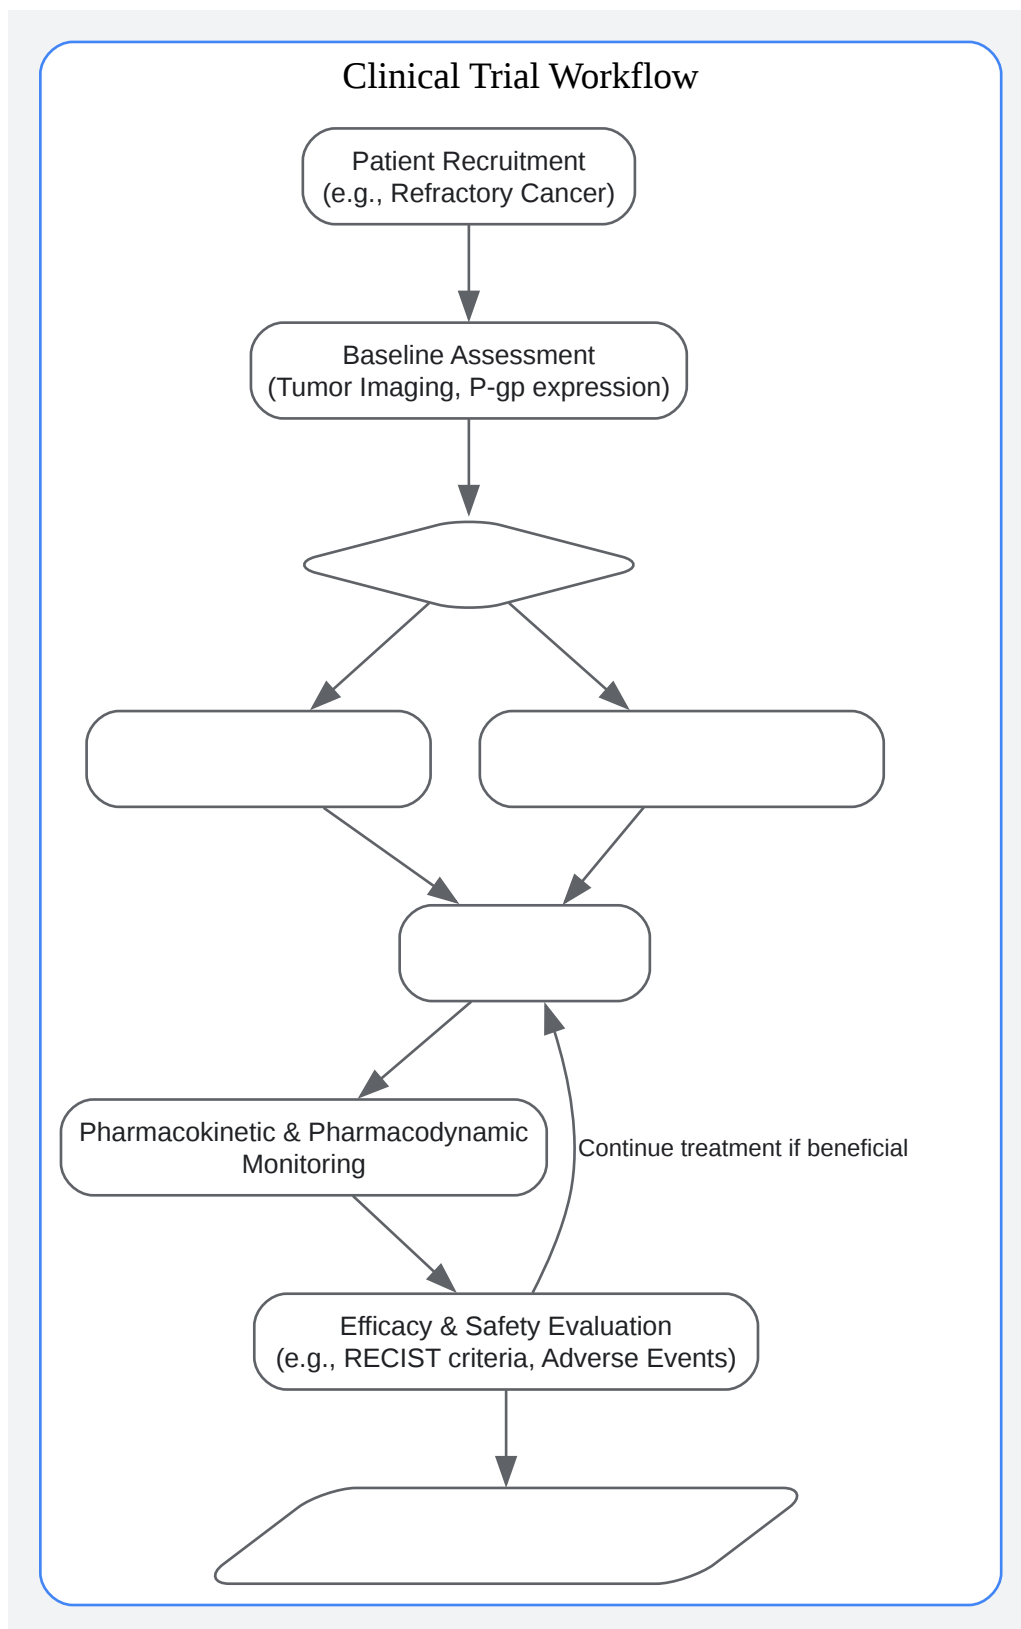 Clinical Trial Workflow
Patient Recruitment
(e.g., Refractory Cancer)
Baseline Assessment
(Tumor Imaging, P-gp expression)
Pharmacokinetic & Pharmacodynamic
Monitoring
Continue treatment if beneficial
Efficacy & Safety Evaluation
(e.g., RECIST criteria, Adverse Events)